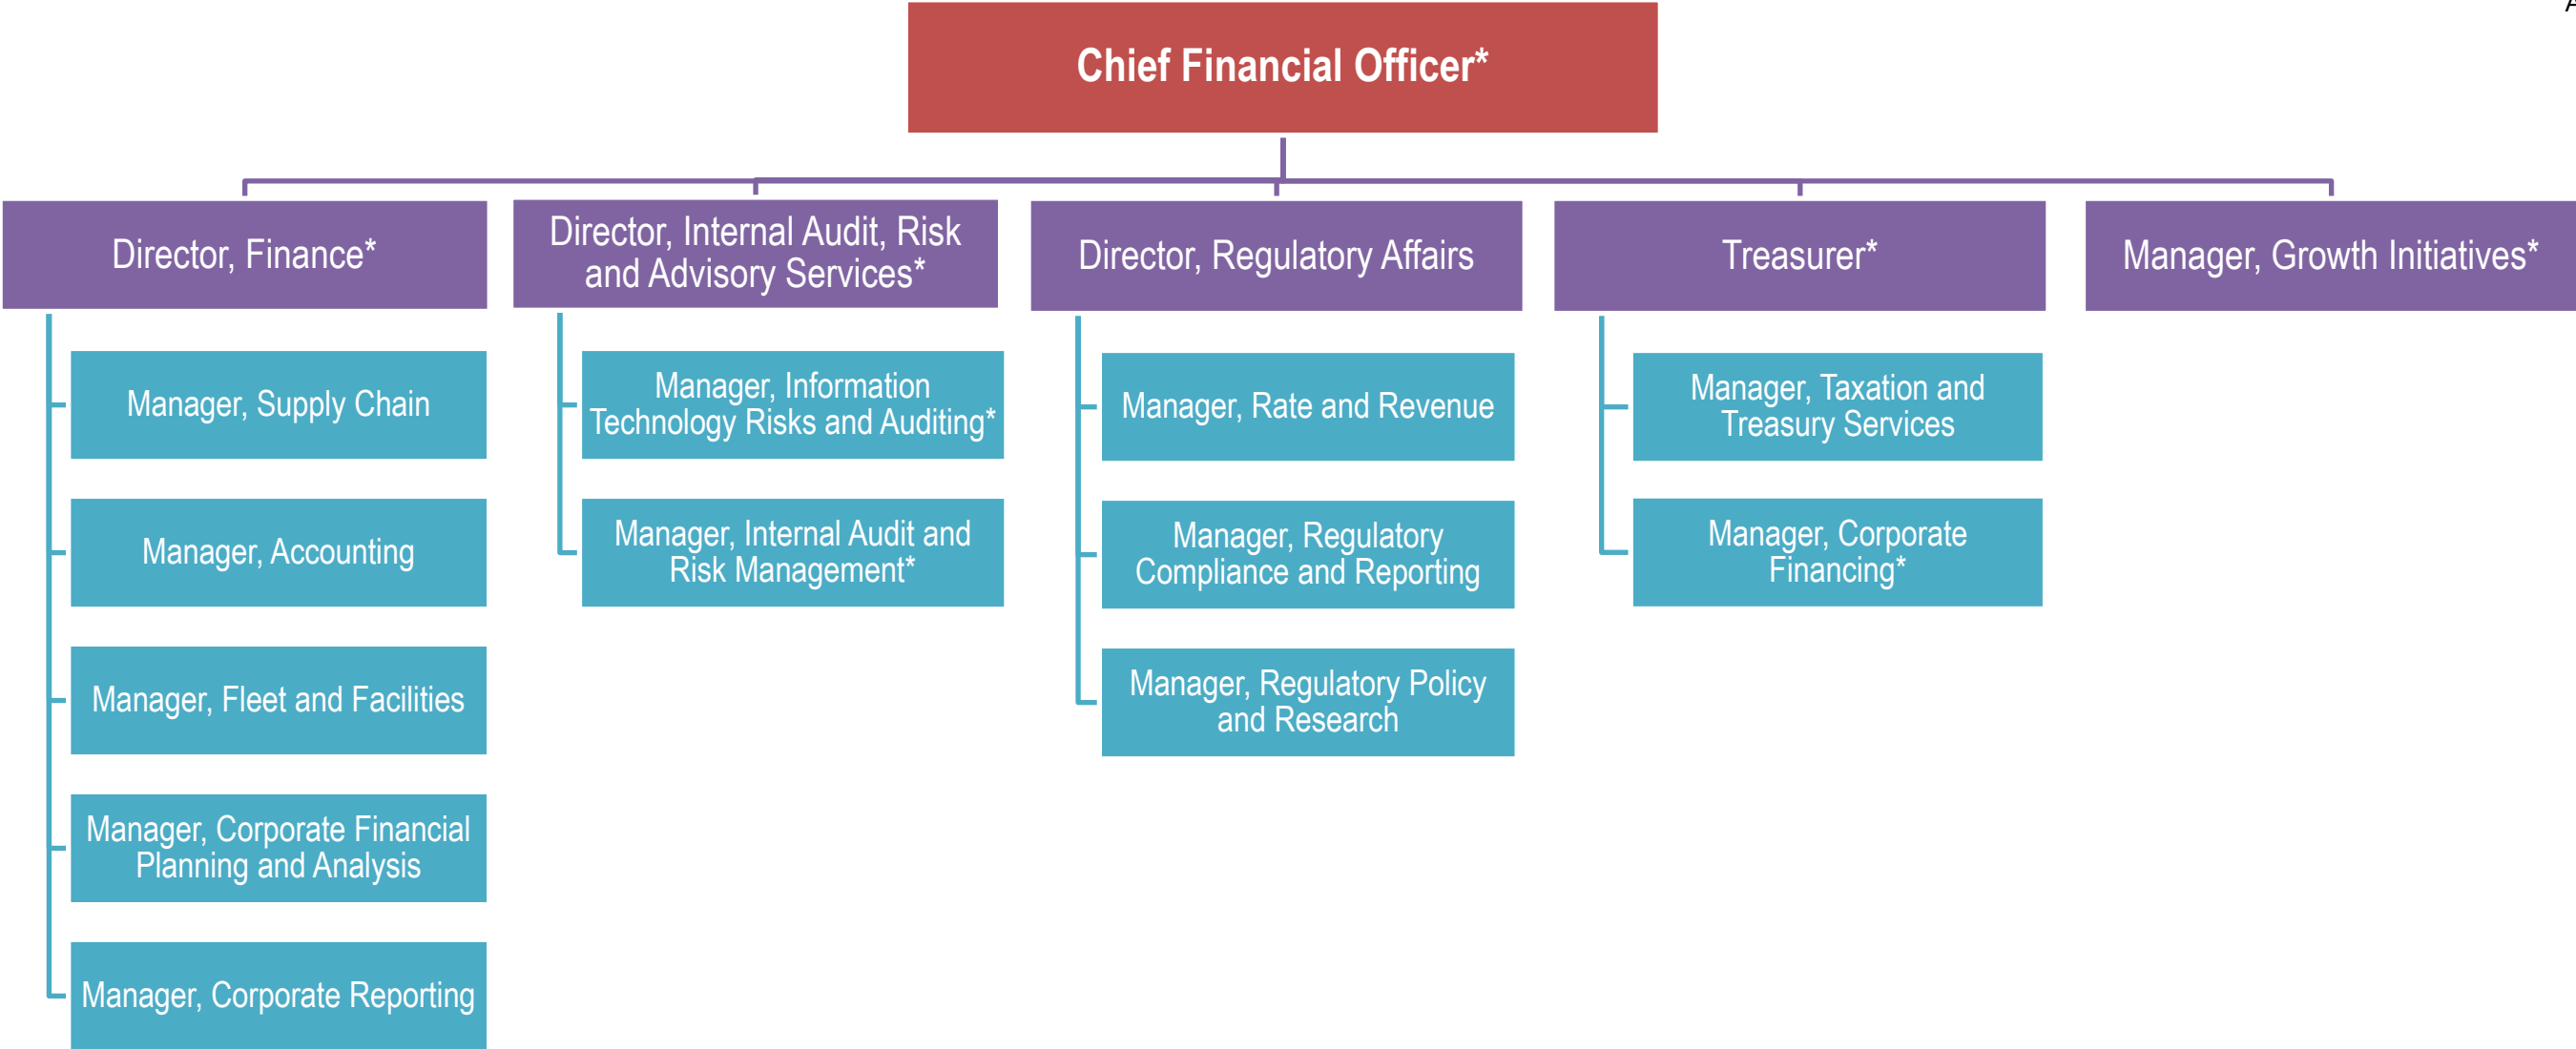 A
Chief Financial Officer*
Director, Finance*
Director, Internal Audit, Risk
and Advisory Services*
Director, Regulatory Affairs
Treasurer*
Manager, Growth Initiatives*
Manager, Supply Chain
Manager, Accounting
Manager, Fleet and Facilities
Manager, Corporate Financial
Planning and Analysis
Manager, Corporate Reporting
Manager, Information
Technology Risks and Auditing*
Manager, Internal Audit and
Risk Management*
Manager, Rate and Revenue
Manager, Regulatory
Compliance and Reporting
Manager, Regulatory Policy
and Research
Manager, Taxation and
Treasury Services
Manager, Corporate
Financing*